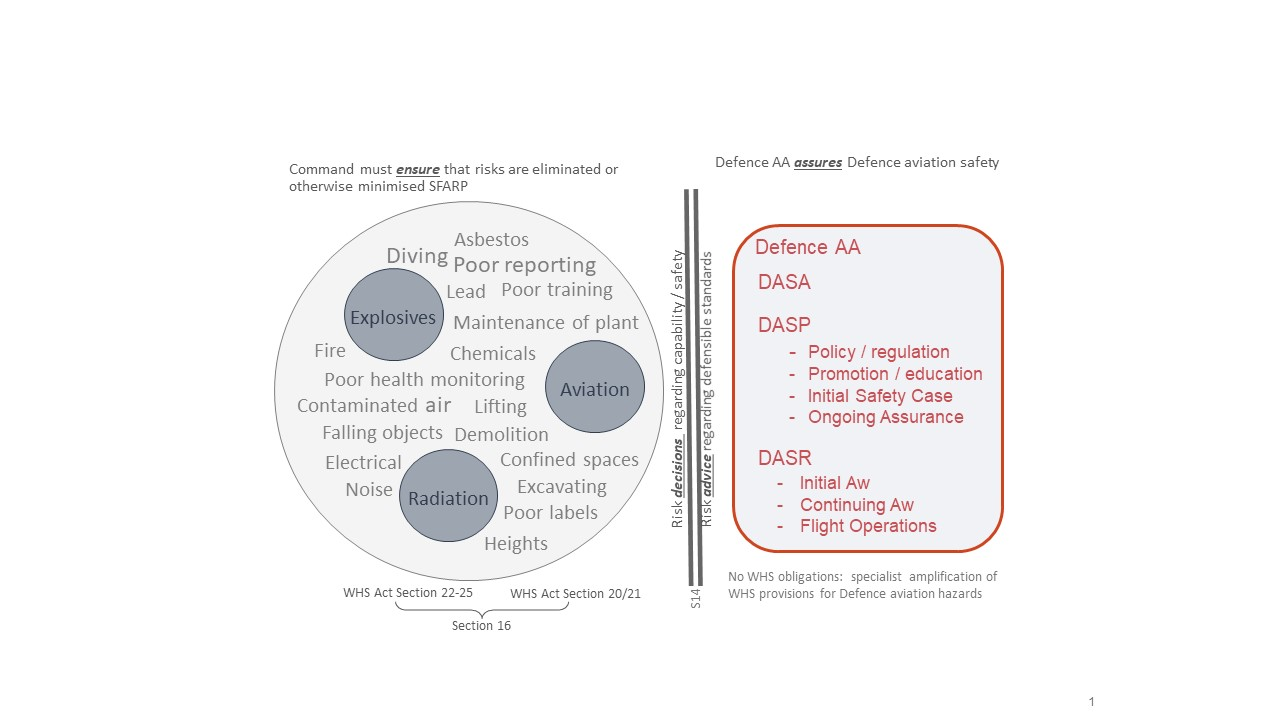 Command must ensure that risks are eliminated or
otherwise minimised SFARP
Asbestos
Diving
Poor reporting
Lead
Poor training
Explosives
Maintenance of plant
Fire
Chemicals
Poor health monitoring
Aviation
Contaminated air
Lifting
Falling objects
Demolition
Electrical
Confined spaces
Noise
Radiation
Excavating
Poor labels
Heights
WHS Act Section 22-25
WHS Act Section 20/21
Section 16
Risk decisions regarding capability / safety
Risk advice regarding defensible standards
S14
Defence AA assures Defence aviation safety
Defence AA
DASA
DASP
- Policy / regulation
- Promotion / education
- Initial Safety Case
- Ongoing Assurance
DASR
- Initial Aw
- Continuing Aw
- Flight Operations
No WHS obligations: specialist amplification of
WHS provisions for Defence aviation hazards
1